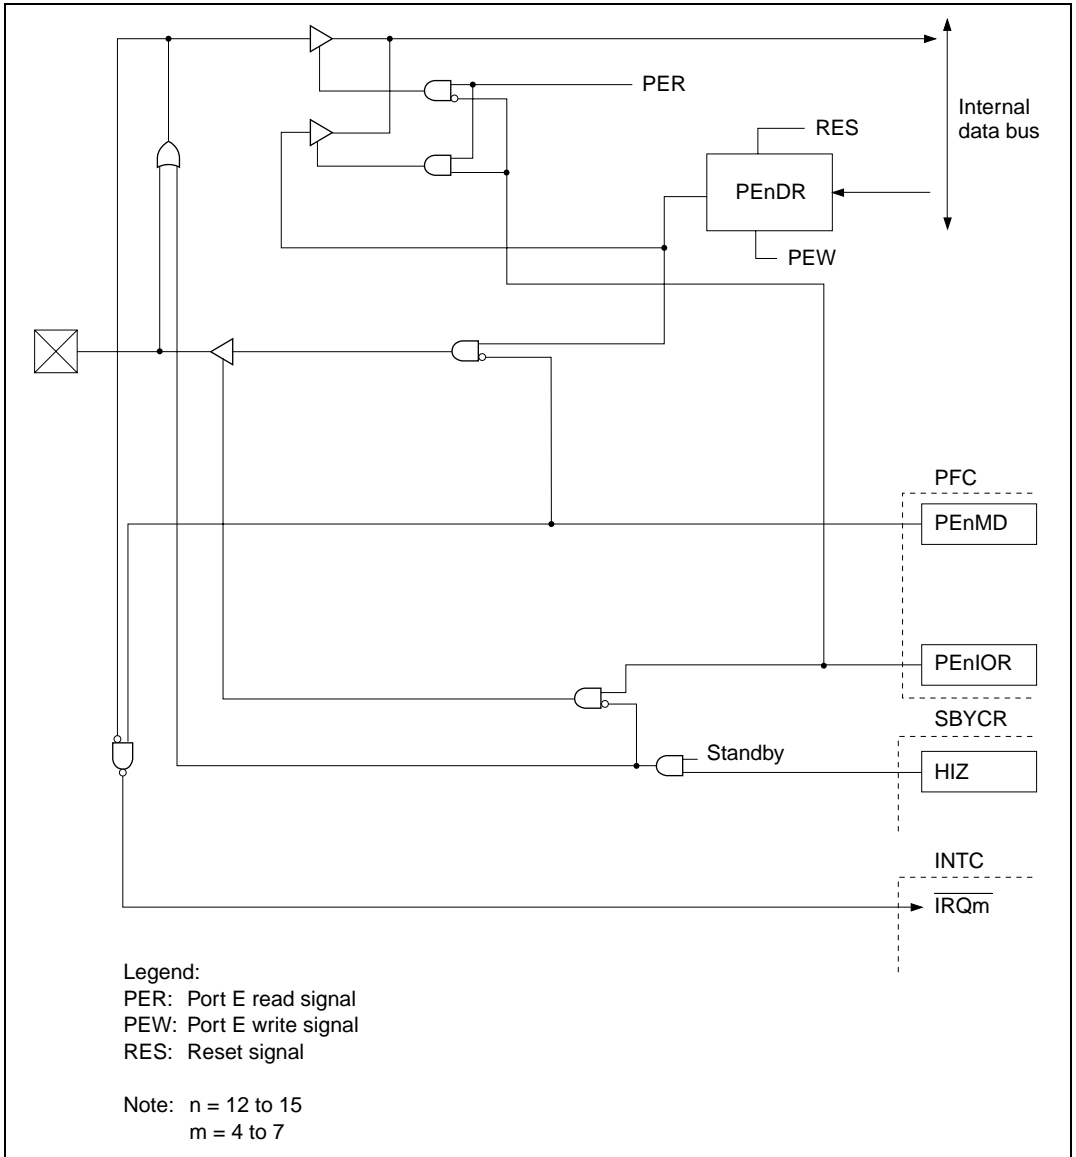 PER
Internal
data bus
RES
PEnDR
PEW
PFC
PEnMD
PEnIOR
SBYCR
Standby
HIZ
INTC
IRQm
Legend:
PER: Port E read signal
PEW: Port E write signal
RES: Reset signal
Note: n = 12 to 15
m = 4 to 7